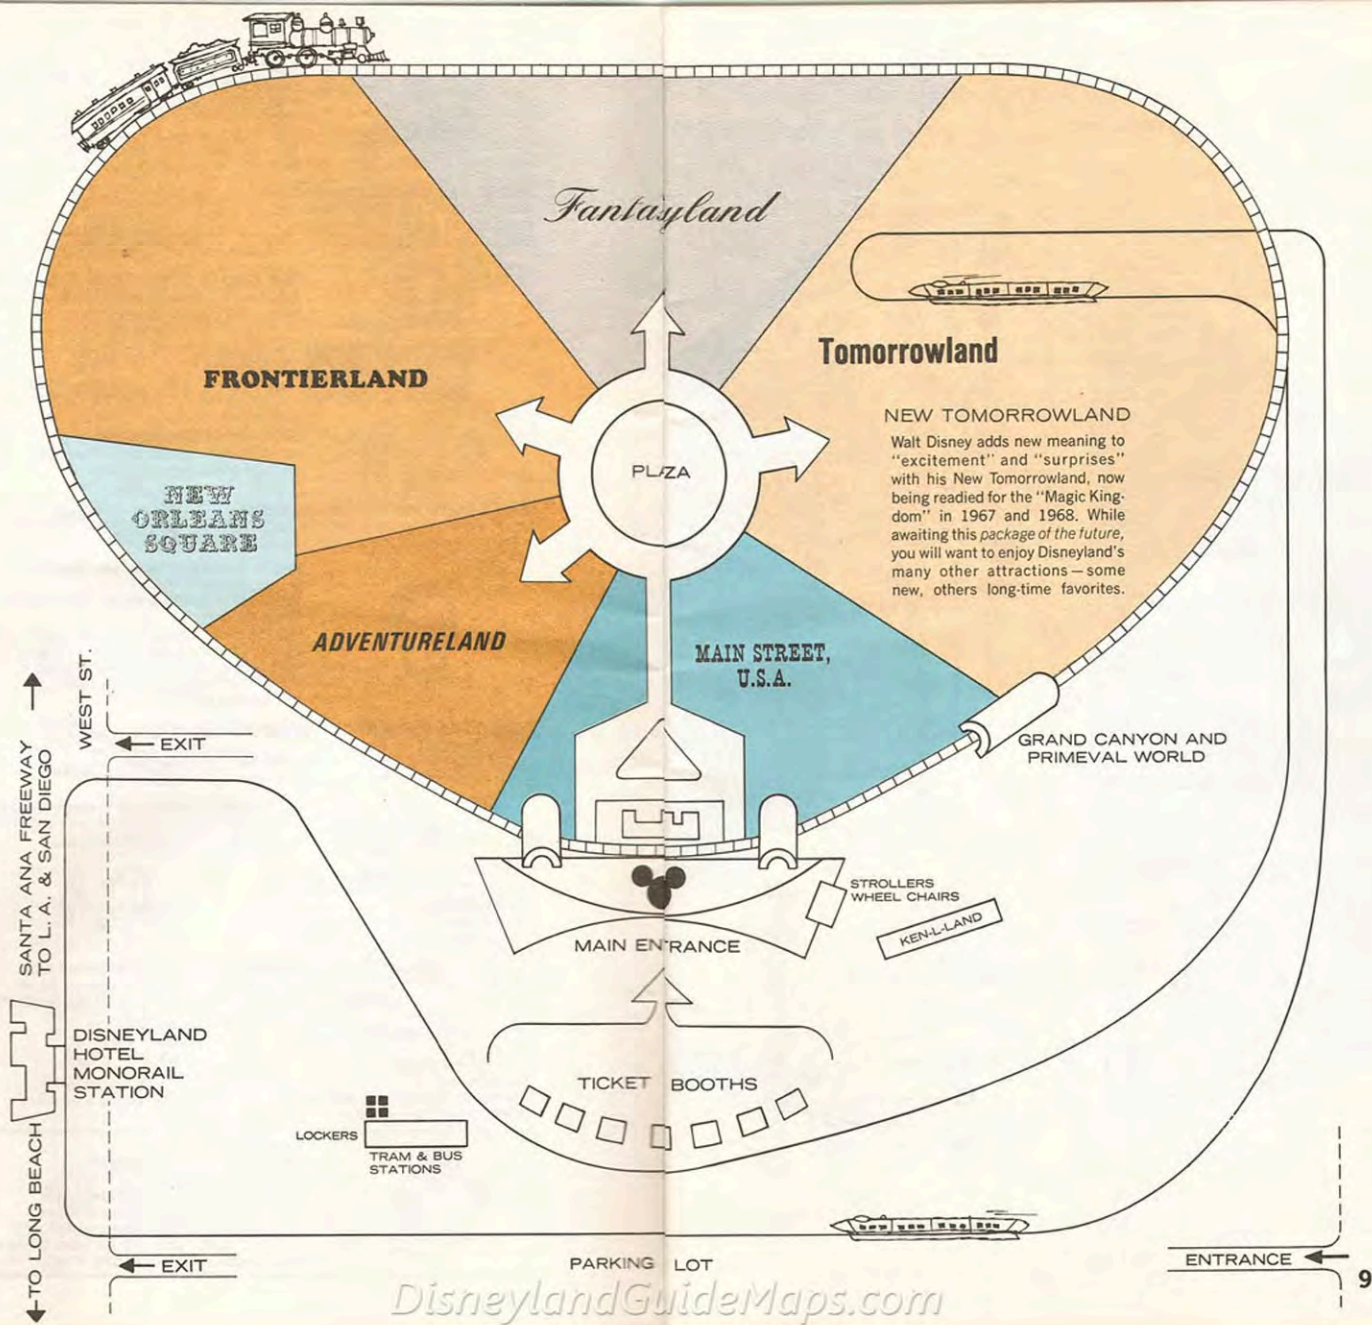 Fantasyland
Tomorrowland
FRONTIERLAND
NEW TOMORROWLAND
Walt Disney adds new meaning to
"excitement" and "surprises"
with his New Tomorrowland, now
being readied for the "Magic King-
dom" in 1967 and 1968. While
awaiting this package of the future,
you will want to enjoy Disneyland's
many other attractions — some
new, others long-time favorites.
PLAZA
NEW
ORLEANS
SQUARE
ADVENTURELAND
MAIN STREET,
U.S.A.
WEST ST.
EXIT
GRAND CANYON AND
PRIMEVAL WORLD
SANTA ANA FREEWAY
TO L. A. & SAN DIEGO
STROLLERS
WHEEL CHAIRS
KEN-L-LAND
MAIN ENTRANCE
DISNEYLAND
HOTEL
MONORAIL
STATION
TICKET BOOTHS
LOCKERS
TRAM & BUS
STATIONS
TO LONG BEACH
EXIT
PARKING LOT
ENTRANCE
9
DisneylandGuideMaps.com